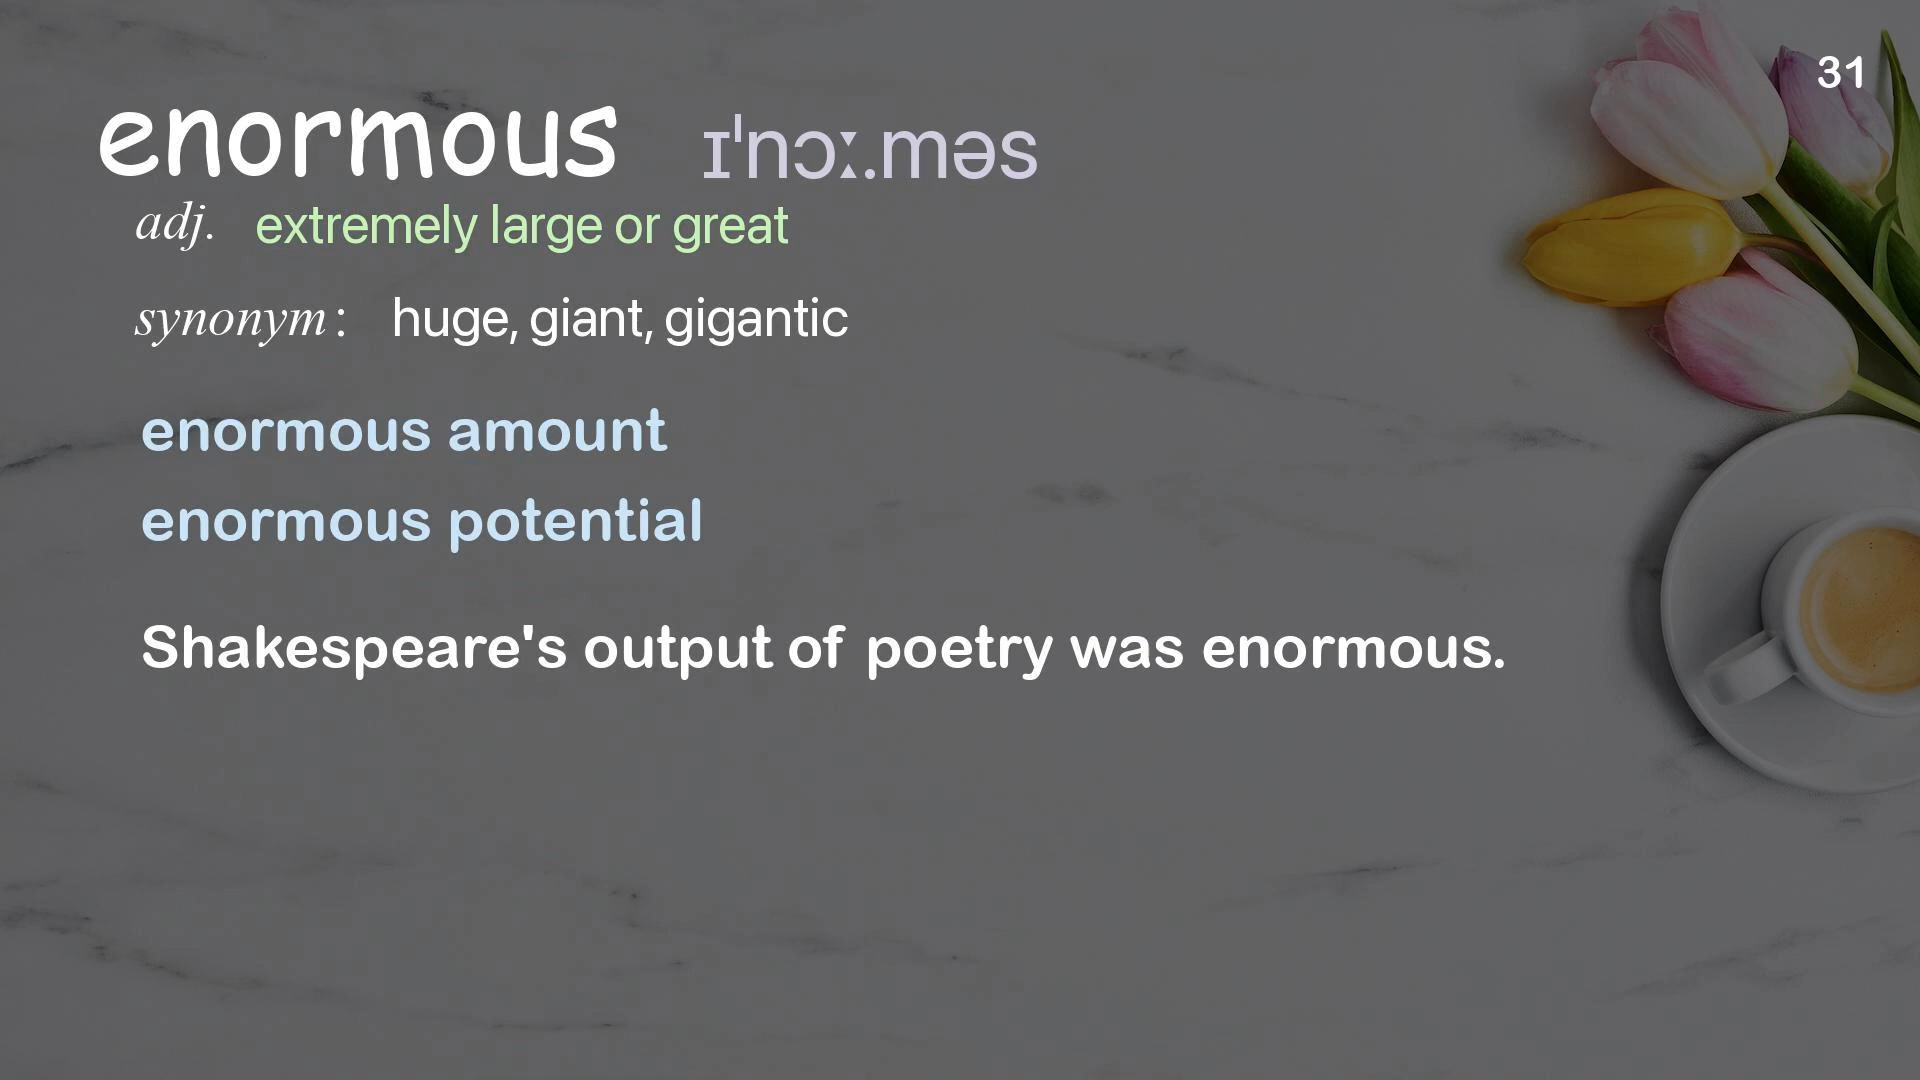 31
enormous ɪˈnɔː.məs
adj. extremely large or great
synonym: huge, giant, gigantic
enormous amount
enormous potential
Shakespeare's output of poetry was enormous.